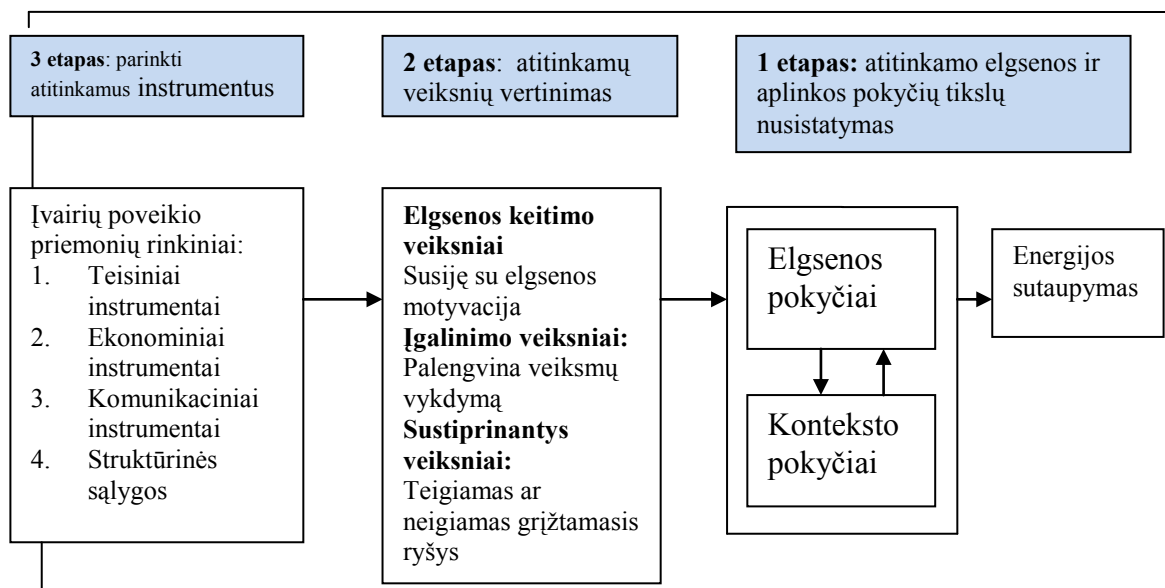 3 etapas: parinkti
atitinkamus instrumentus
2 etapas: atitinkamų
veiksnių vertinimas
1 etapas: atitinkamo elgsenos ir
aplinkos pokyčių tikslų
nusistatymas
Įvairių poveikio
priemonių rinkiniai:
1. Teisiniai
instrumentai
2. Ekonominiai
instrumentai
3. Komunikaciniai
instrumentai
4. Struktūrinės
sąlygos
Elgsenos keitimo
veiksniai
Susiję su elgsenos
motyvacija
Įgalinimo veiksniai:
Palengvina veiksmų
vykdymą
Sustiprinantys
veiksniai:
Teigiamas ar
neigiamas grįžtamasis
ryšys
Elgsenos
pokyčiai
Konteksto
pokyčiai
Energijos
sutaupymas